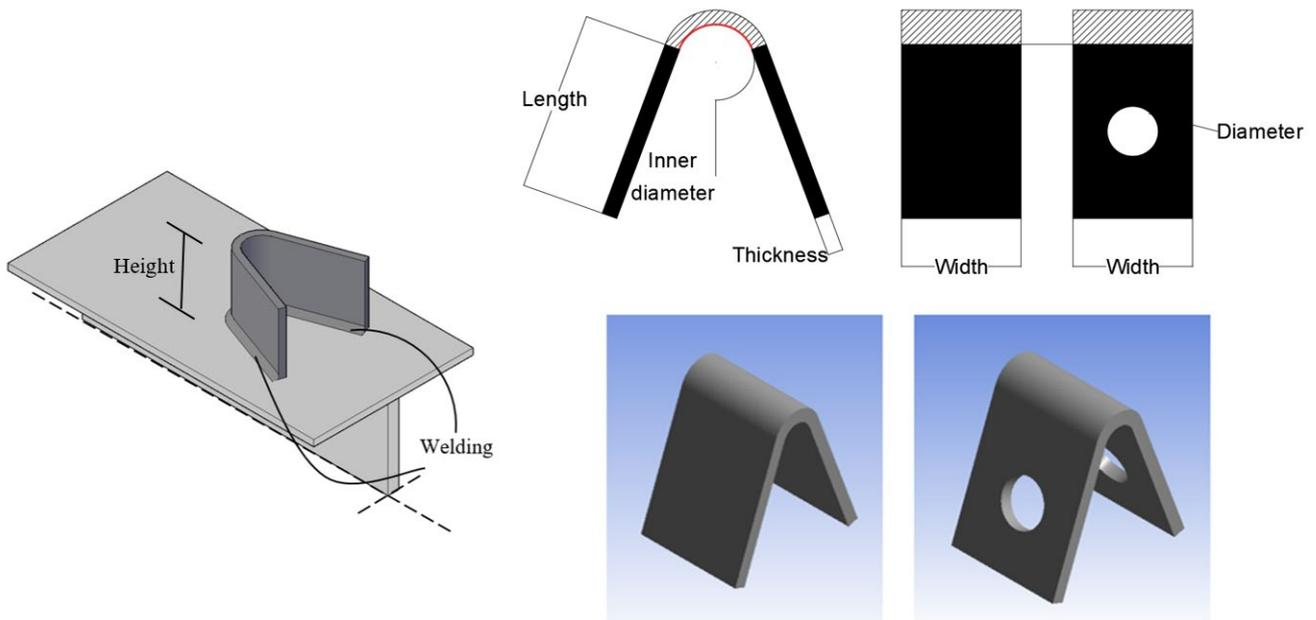 Height
Welding
Length
Inner
diameter
Thickness
Width
Width
Diameter